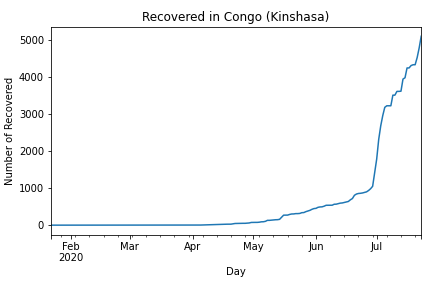 Recovered in Congo (Kinshasa)
Number of Recovered
5000
4000
3000
2000
1000
0
Feb
2020
Mar
Apr
May
Jun
Jul
Day